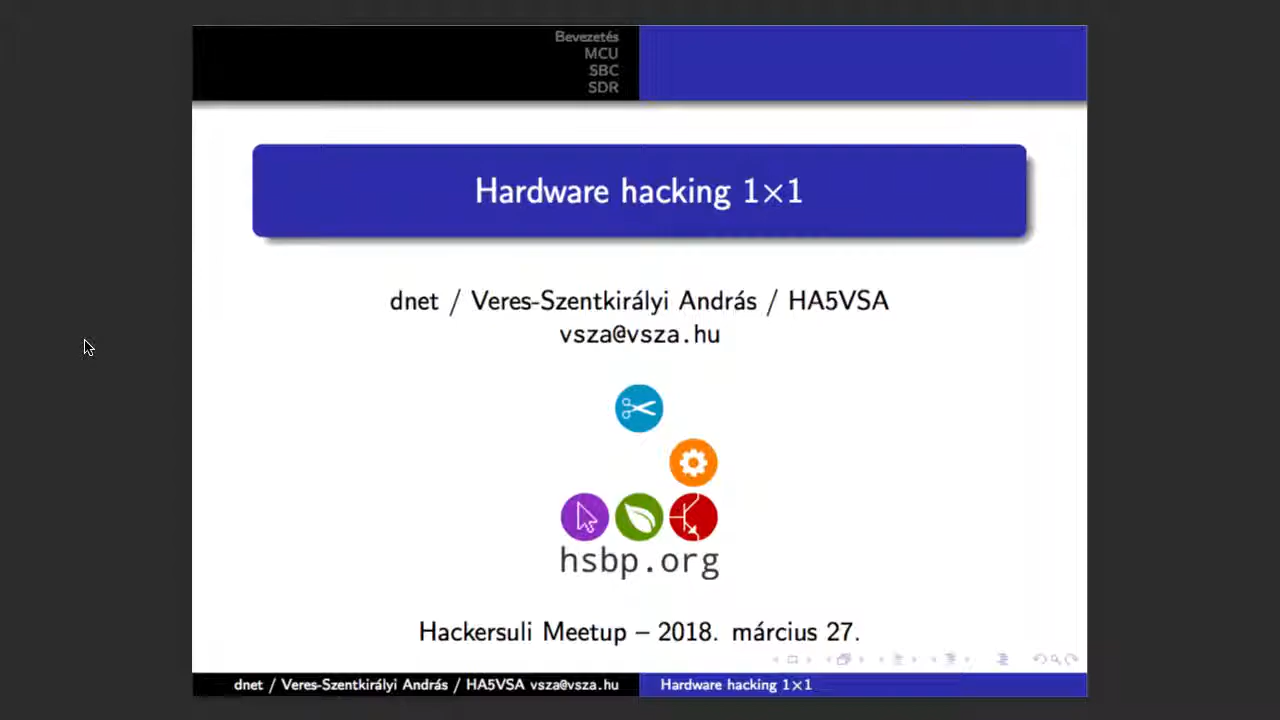 Bevezetés
MCU
SBC
SDR
Hardware hacking 1×1
dnet / Veres-Szentkirályi András / HA5VSA
vsza@vsza.hu
hsbp.org
Hackersuli Meetup – 2018. március 27.
dnet / Veres-Szentkirályi András / HA5VSA vsza@vsza.hu
Hardware hacking 1×1